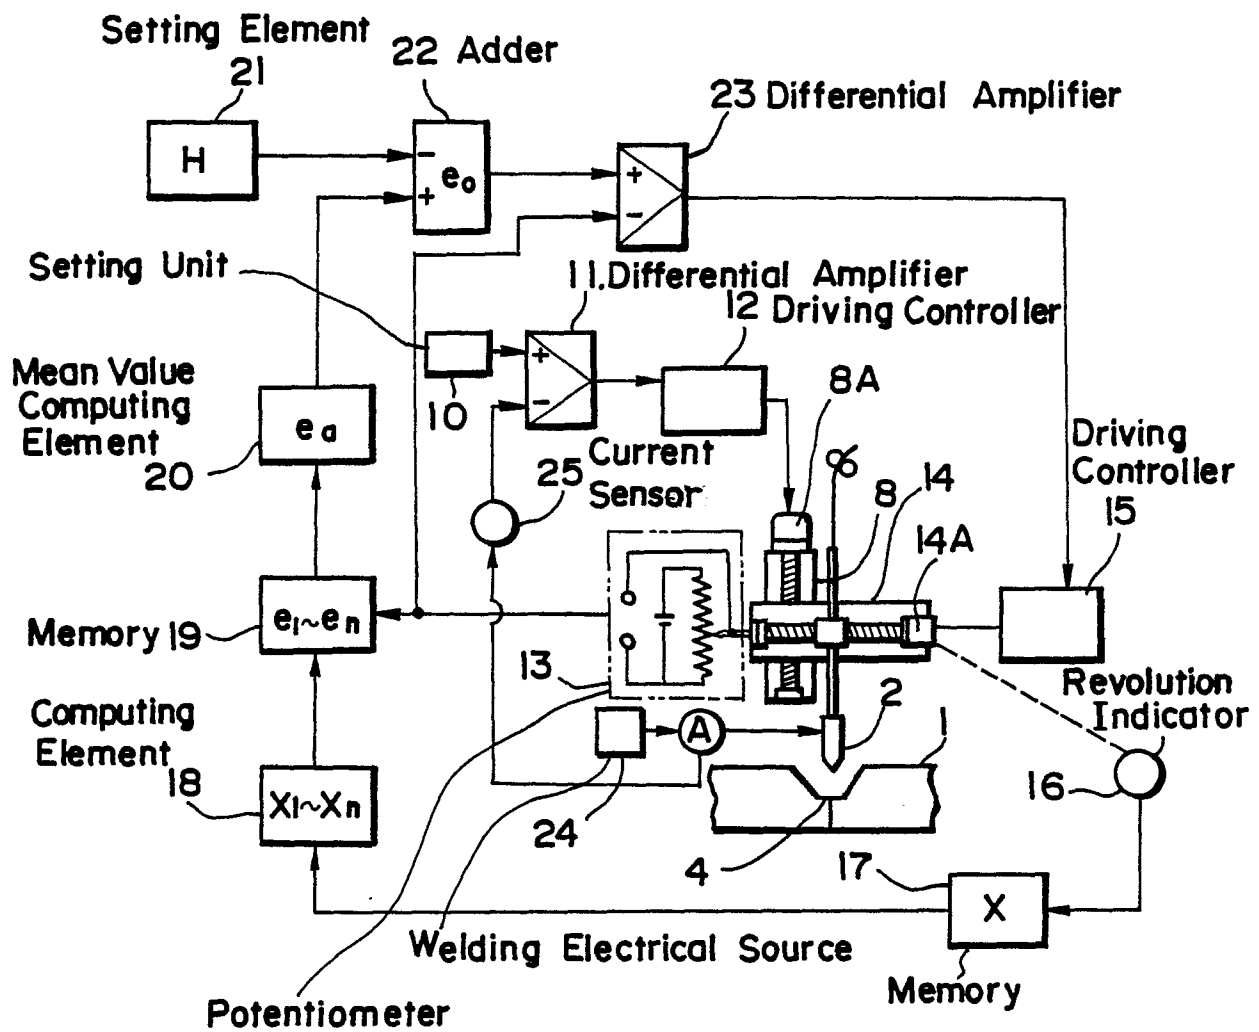 Setting Element
21
22 Adder
23 Differential Amplifier
H
−
+
e₀
+
−
Setting Unit
11. Differential Amplifier
12 Driving Controller
+
−
10
8A
Mean Value
Computing
Element
20
eₐ
25 Current
Sensor
8
14
14A
Driving
Controller
15
Memory 19
e₁~eₙ
13
2
1
A
Revolution
Indicator
16
Computing
Element
18
X₁~Xₙ
24
4
17
X
Welding Electrical Source
Memory
Potentiometer